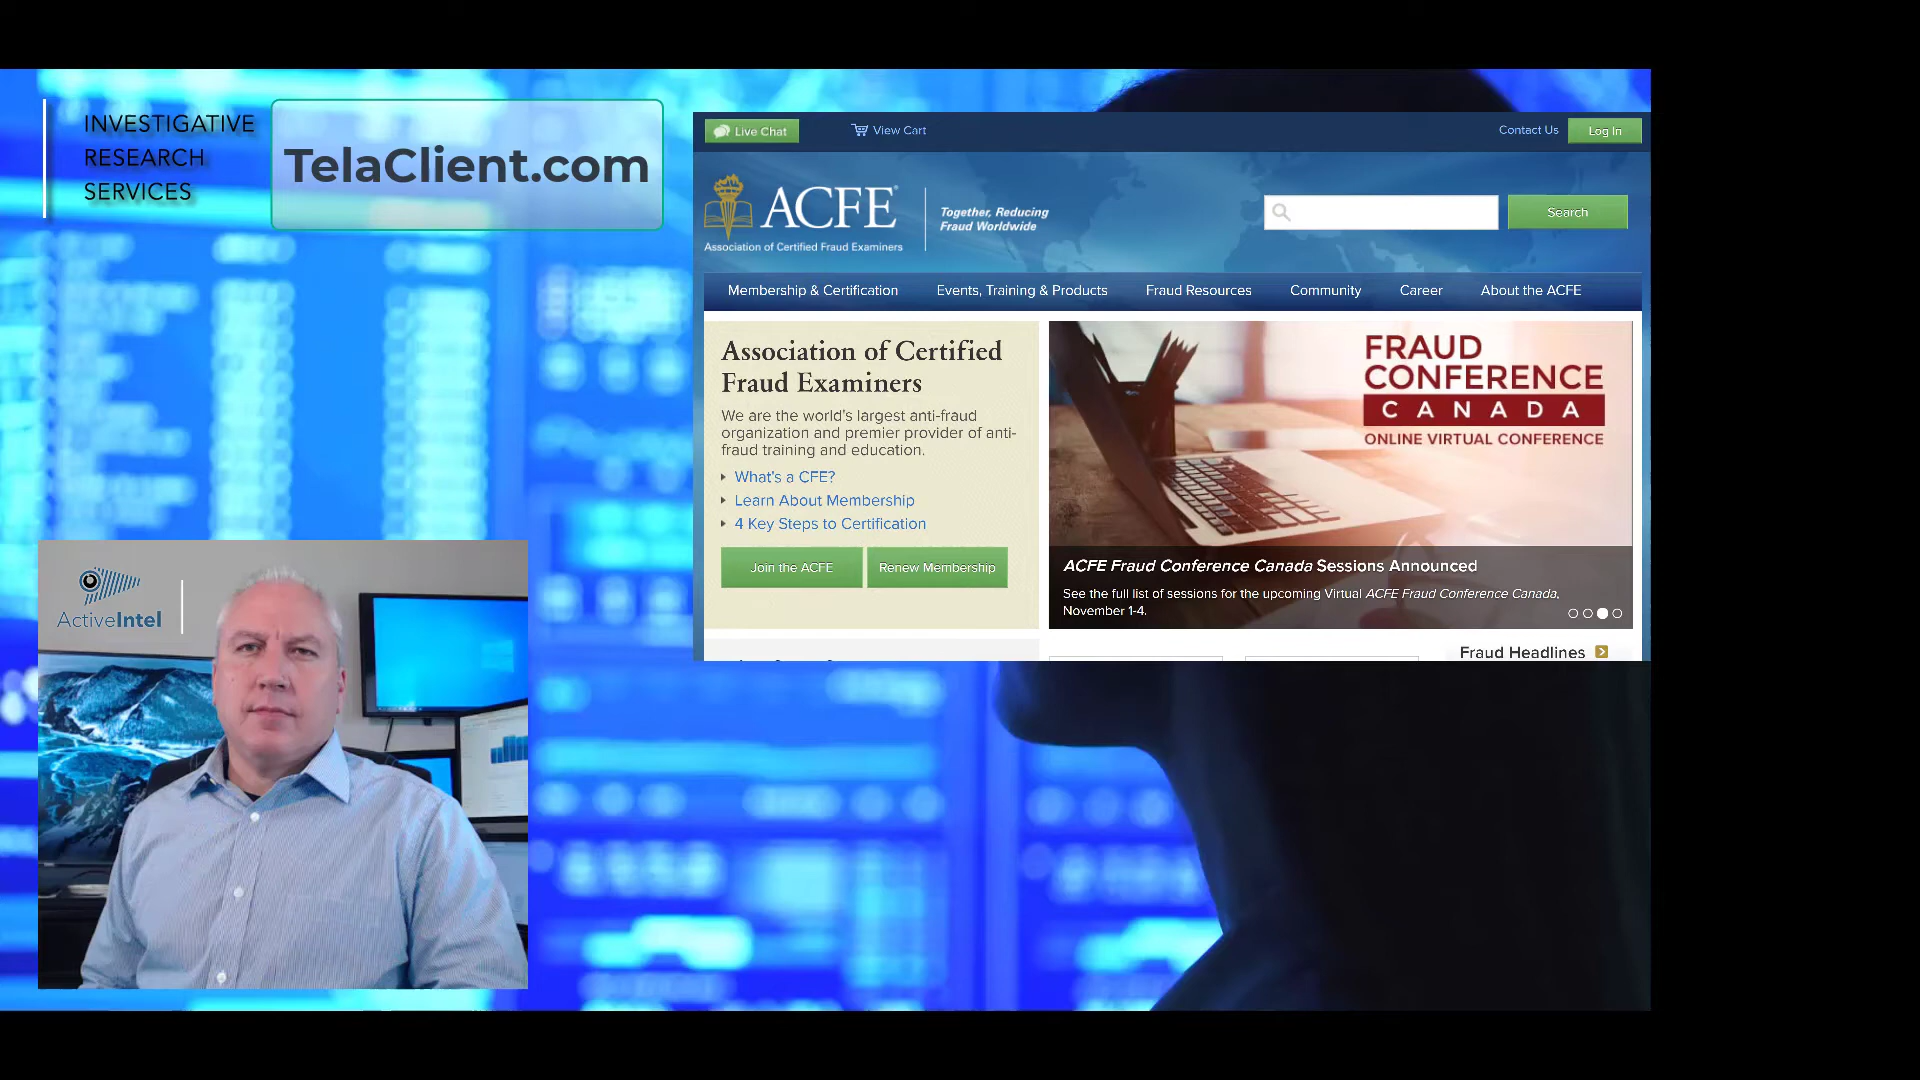 INVESTIGATIVE
RESEARCH
SERVICES
TelaClient.com
Live Chat
View Cart
Contact Us
Log In
ACFE®
Association of Certified Fraud Examiners
Together, Reducing
Fraud Worldwide
Search
Membership & Certification
Events, Training & Products
Fraud Resources
Community
Career
About the ACFE
Association of Certified
Fraud Examiners
We are the world's largest anti-fraud
organization and premier provider of anti-
fraud training and education.
What's a CFE?
Learn About Membership
4 Key Steps to Certification
Join the ACFE
Renew Membership
FRAUD
CONFERENCE
CANADA
ONLINE VIRTUAL CONFERENCE
ACFE Fraud Conference Canada Sessions Announced
See the full list of sessions for the upcoming Virtual ACFE Fraud Conference Canada,
November 1-4.
Fraud Headlines
ActiveIntel